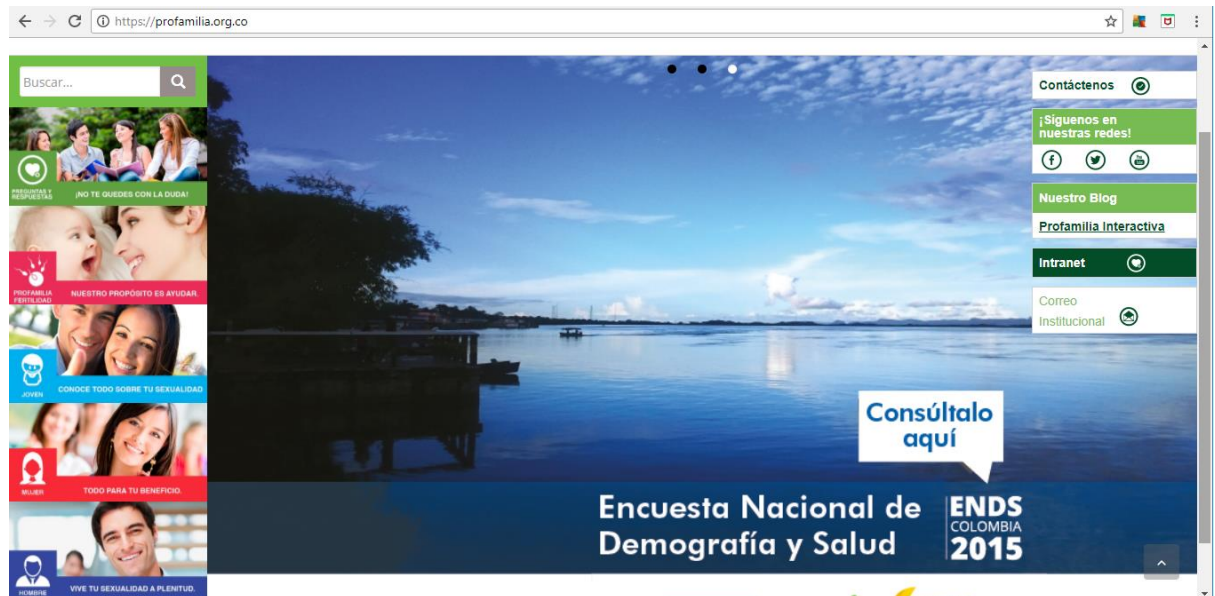 https://profamilia.org.co
Buscar...
PREGUNTAS Y
RESPUESTAS
¡NO TE QUEDES CON LA DUDA!
PROFAMILIA
FERTILIDAD
NUESTRO PROPÓSITO ES AYUDAR.
JOVEN
CONOCE TODO SOBRE TU SEXUALIDAD
MUJER
TODO PARA TU BENEFICIO.
HOMBRE
VIVE TU SEXUALIDAD A PLENITUD.
Consúltalo
aquí
Encuesta Nacional de
Demografía y Salud
ENDS
COLOMBIA
2015
Contáctenos
¡Siguenos en
nuestras redes!
Nuestro Blog
Profamilia Interactiva
Intranet
Correo
Institucional